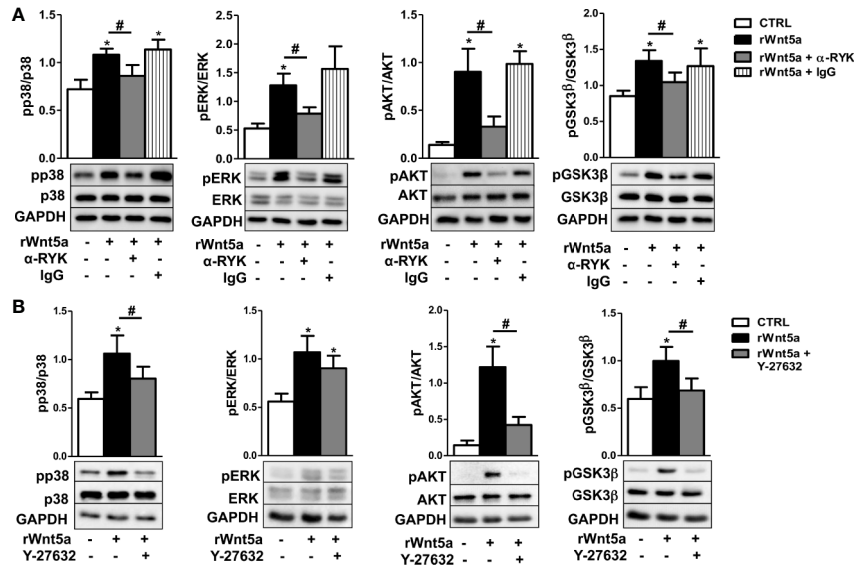 A
pp38/p38
1.5
1.0
0.5
0.0
* # *
pp38
p38
GAPDH
rWnt5a - + + +
α-RYK +
IgG +
pERK/ERK
2.5
2.0
1.5
1.0
0.5
0.0
* #
pERK
ERK
GAPDH
rWnt5a - + + +
α-RYK +
IgG +
pAKT/AKT
1.5
1.0
0.5
0.0
* # *
pAKT
AKT
GAPDH
rWnt5a - + + +
α-RYK +
IgG +
pGSK3β/GSK3β
2.0
1.5
1.0
0.5
0.0
* # *
pGSK3β
GSK3β
GAPDH
rWnt5a - + + +
α-RYK +
IgG +
CTRL
rWnt5a
rWnt5a + α-RYK
rWnt5a + IgG
B
pp38/p38
1.5
1.0
0.5
0.0
* #
pp38
p38
GAPDH
rWnt5a - + +
Y-27632 +
pERK/ERK
1.5
1.0
0.5
0.0
* *
pERK
ERK
GAPDH
rWnt5a - + +
Y-27632 +
pAKT/AKT
2.0
1.5
1.0
0.5
0.0
* #
pAKT
AKT
GAPDH
rWnt5a - + +
Y-27632 +
pGSK3β/GSK3β
1.5
1.0
0.5
0.0
* #
pGSK3β
GSK3β
GAPDH
rWnt5a - + +
Y-27632 +
CTRL
rWnt5a
rWnt5a +
Y-27632